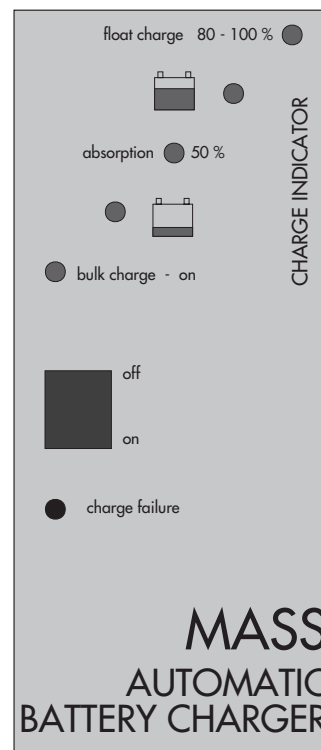 float charge 80 - 100 %
absorption 50 %
CHARGE INDICATOR
bulk charge - on
off
on
charge failure
MASS
AUTOMATIC
BATTERY CHARGER